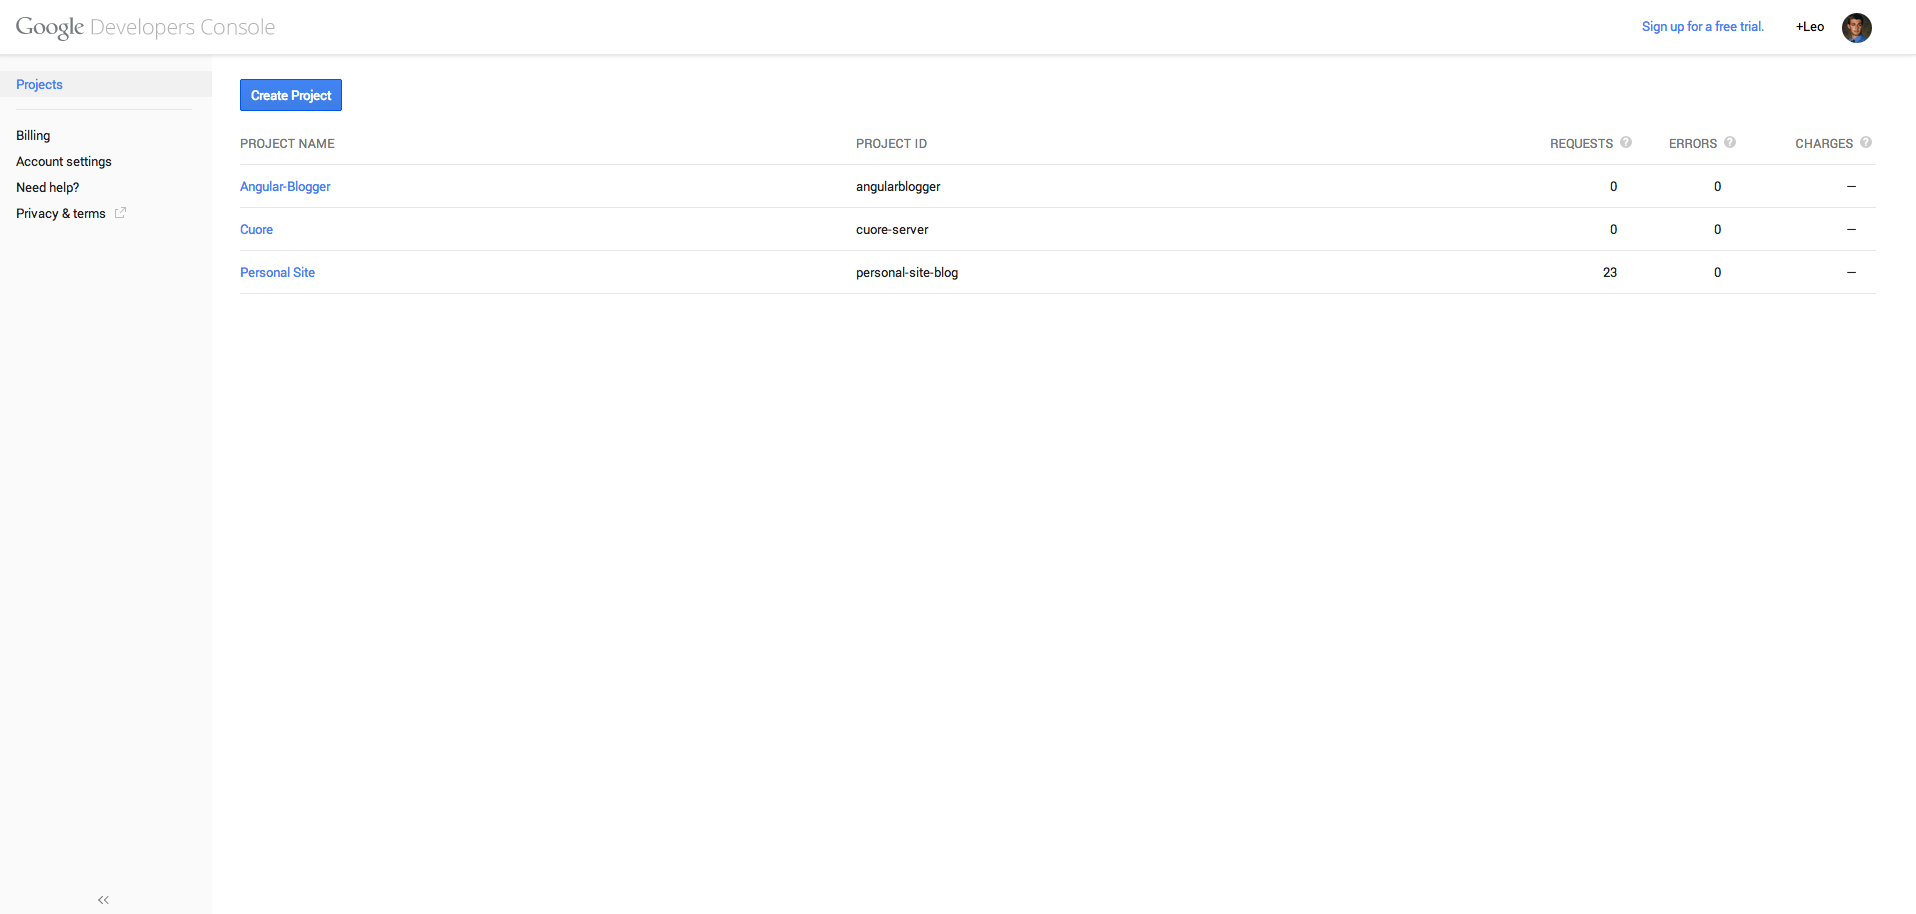 Google Developers Console
Sign up for a free trial.
+Leo
Projects
Billing
Account settings
Need help?
Privacy & terms
Create Project
PROJECT NAME PROJECT ID REQUESTS ? ERRORS ? CHARGES ?
Angular-Blogger angularblogger 0 0 —
Cuore cuore-server 0 0 —
Personal Site personal-site-blog 23 0 —